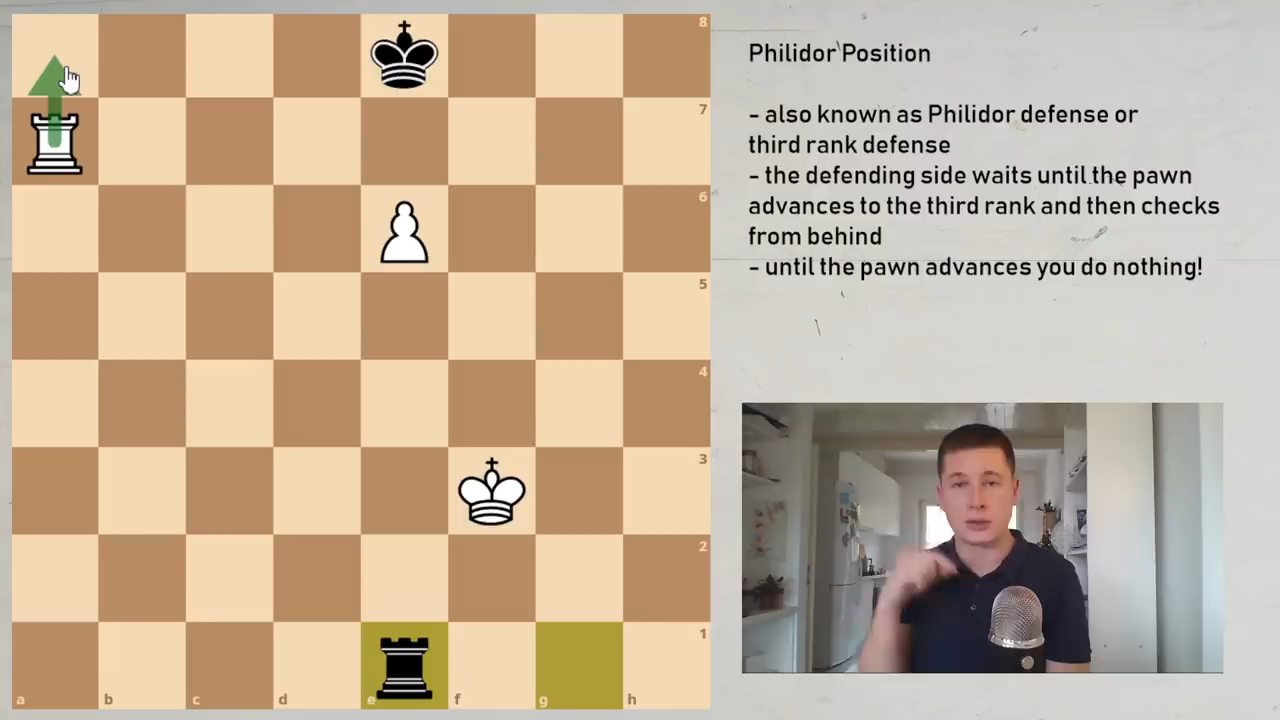 Philidor Position
- also known as Philidor defense or
third rank defense
- the defending side waits until the pawn
advances to the third rank and then checks
from behind
- until the pawn advances you do nothing!
8
7
6
5
4
3
2
1
a b c d e f g h